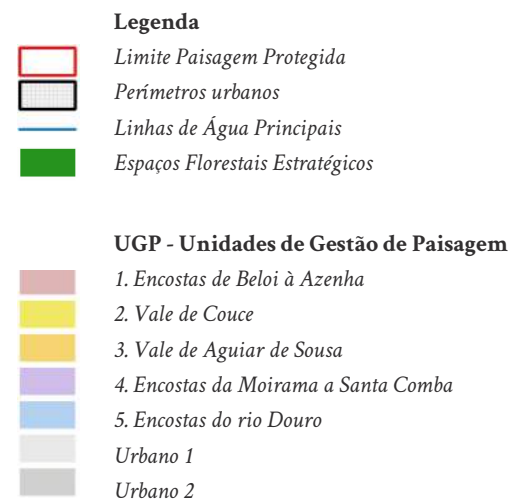 Legenda
Limite Paisagem Protegida
Perímetros urbanos
Linhas de Água Principais
Espaços Florestais Estratégicos
UGP - Unidades de Gestão de Paisagem
1. Encostas de Beloi à Azenha
2. Vale de Couce
3. Vale de Aguiar de Sousa
4. Encostas da Moirama a Santa Comba
5. Encostas do rio Douro
Urbano 1
Urbano 2